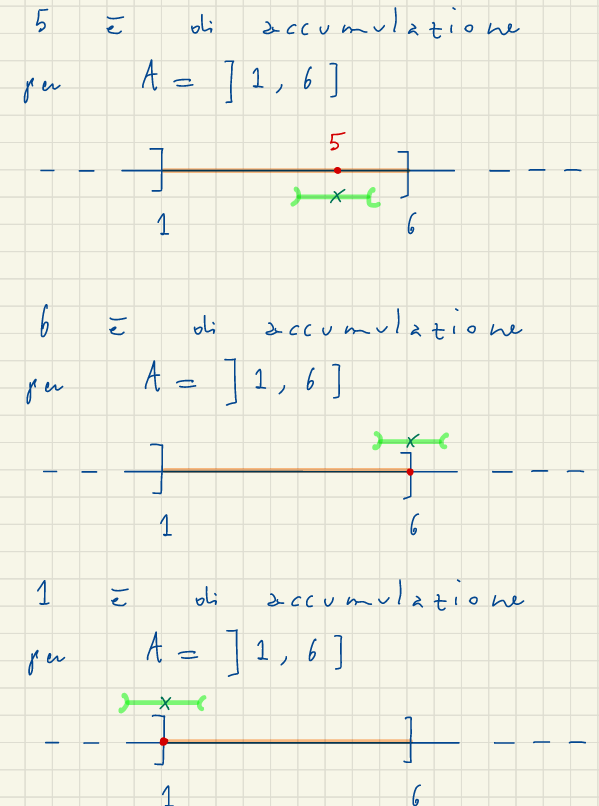 5 è di accumulazione
per A = ] 1 , 6 ]
5
] ]
x
1 6
6 è di accumulazione
per A = ] 1 , 6 ]
x
] ]
1 6
1 è di accumulazione
per A = ] 1 , 6 ]
x
] ]
1 6